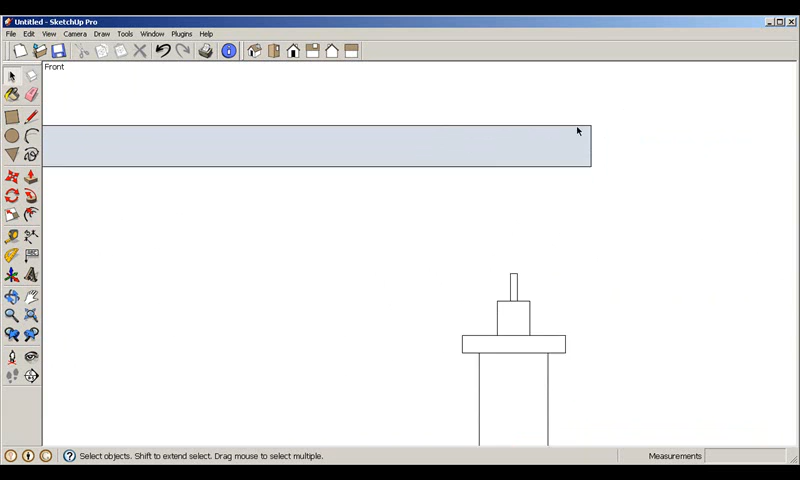 Untitled - SketchUp Pro
File Edit View Camera Draw Tools Window Plugins Help
Front
Select objects. Shift to extend select. Drag mouse to select multiple.
Measurements